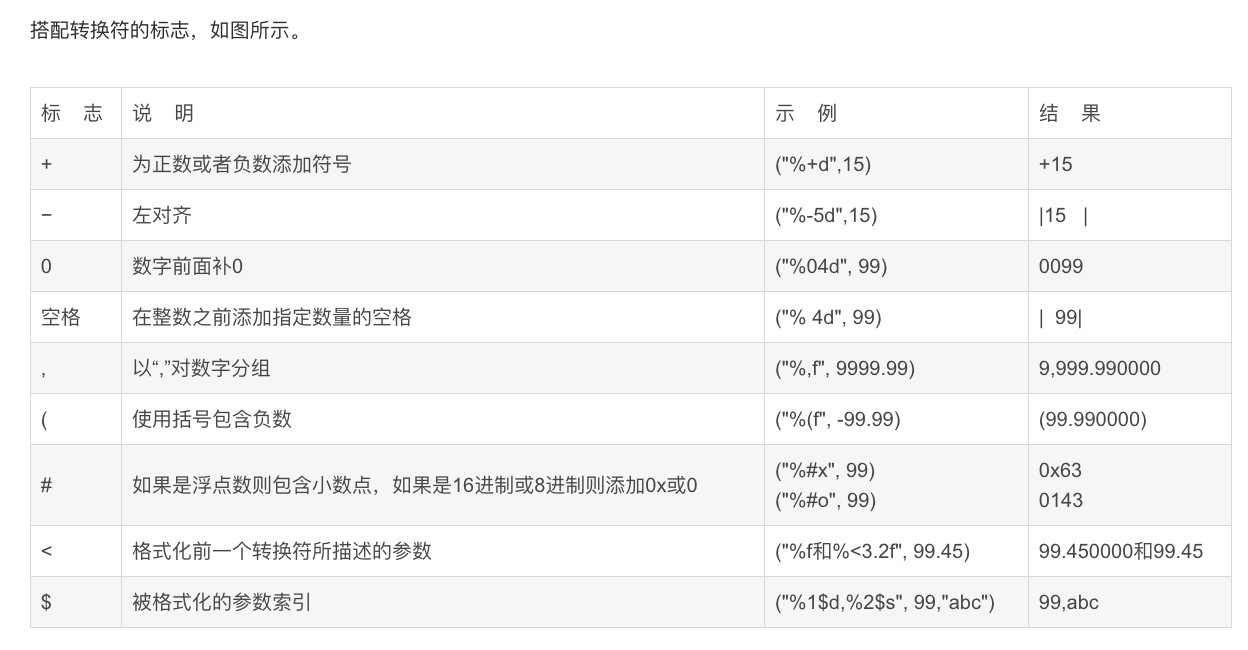 搭配转换符的标志，如图所示。
标 志 说 明 示 例 结 果
+ 为正数或者负数添加符号 ("%+d",15) +15
− 左对齐 ("%-5d",15) |15   |
0 数字前面补0 ("%04d", 99) 0099
空格 在整数之前添加指定数量的空格 ("% 4d", 99) |  99|
, 以“,”对数字分组 ("%,f", 9999.99) 9,999.990000
( 使用括号包含负数 ("%(f", -99.99) (99.990000)
# 如果是浮点数则包含小数点，如果是16进制或8进制则添加0x或0 ("%#x", 99) 0x63
("%#o", 99) 0143
< 格式化前一个转换符所描述的参数 ("%f和%<3.2f", 99.45) 99.450000和99.45
$ 被格式化的参数索引 ("%1$d,%2$s", 99,"abc") 99,abc